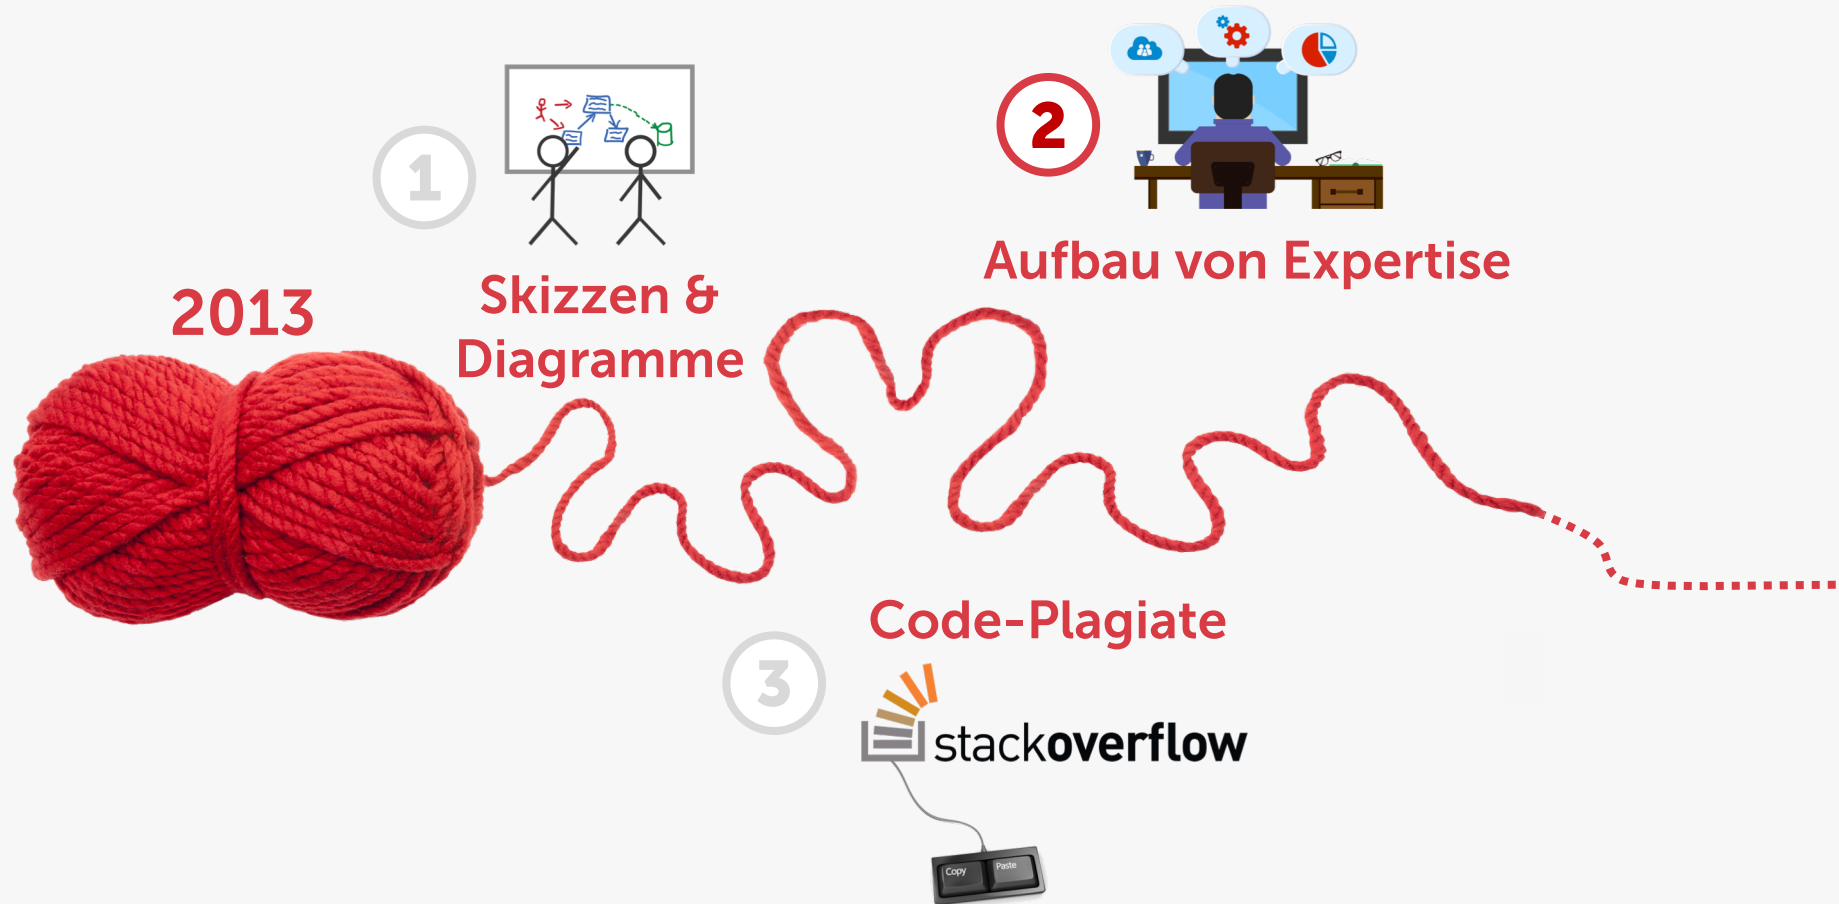 2013
1
Skizzen &
Diagramme
2
Aufbau von Expertise
Code-Plagiate
3
stackoverflow
Copy
Paste